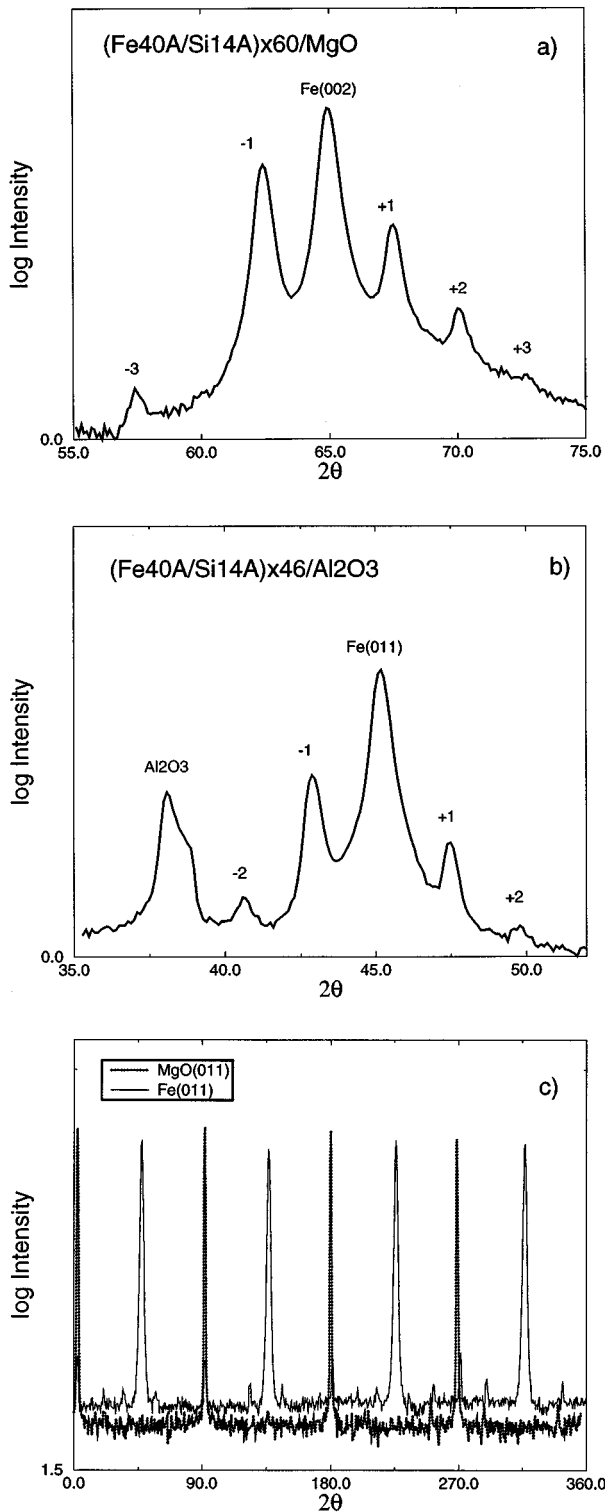 (Fe40A/Si14A)x60/MgO
a)
Fe(002)
-1
+1
+2
+3
-3
log Intensity
0.0
55.0 60.0 65.0 70.0 75.0
2θ
(Fe40A/Si14A)x46/Al2O3
b)
Fe(011)
-1
Al2O3
+1
-2
+2
log Intensity
0.0
35.0 40.0 45.0 50.0
2θ
MgO(011)
Fe(011)
c)
log Intensity
1.5
0.0 90.0 180.0 270.0 360.0
2θ